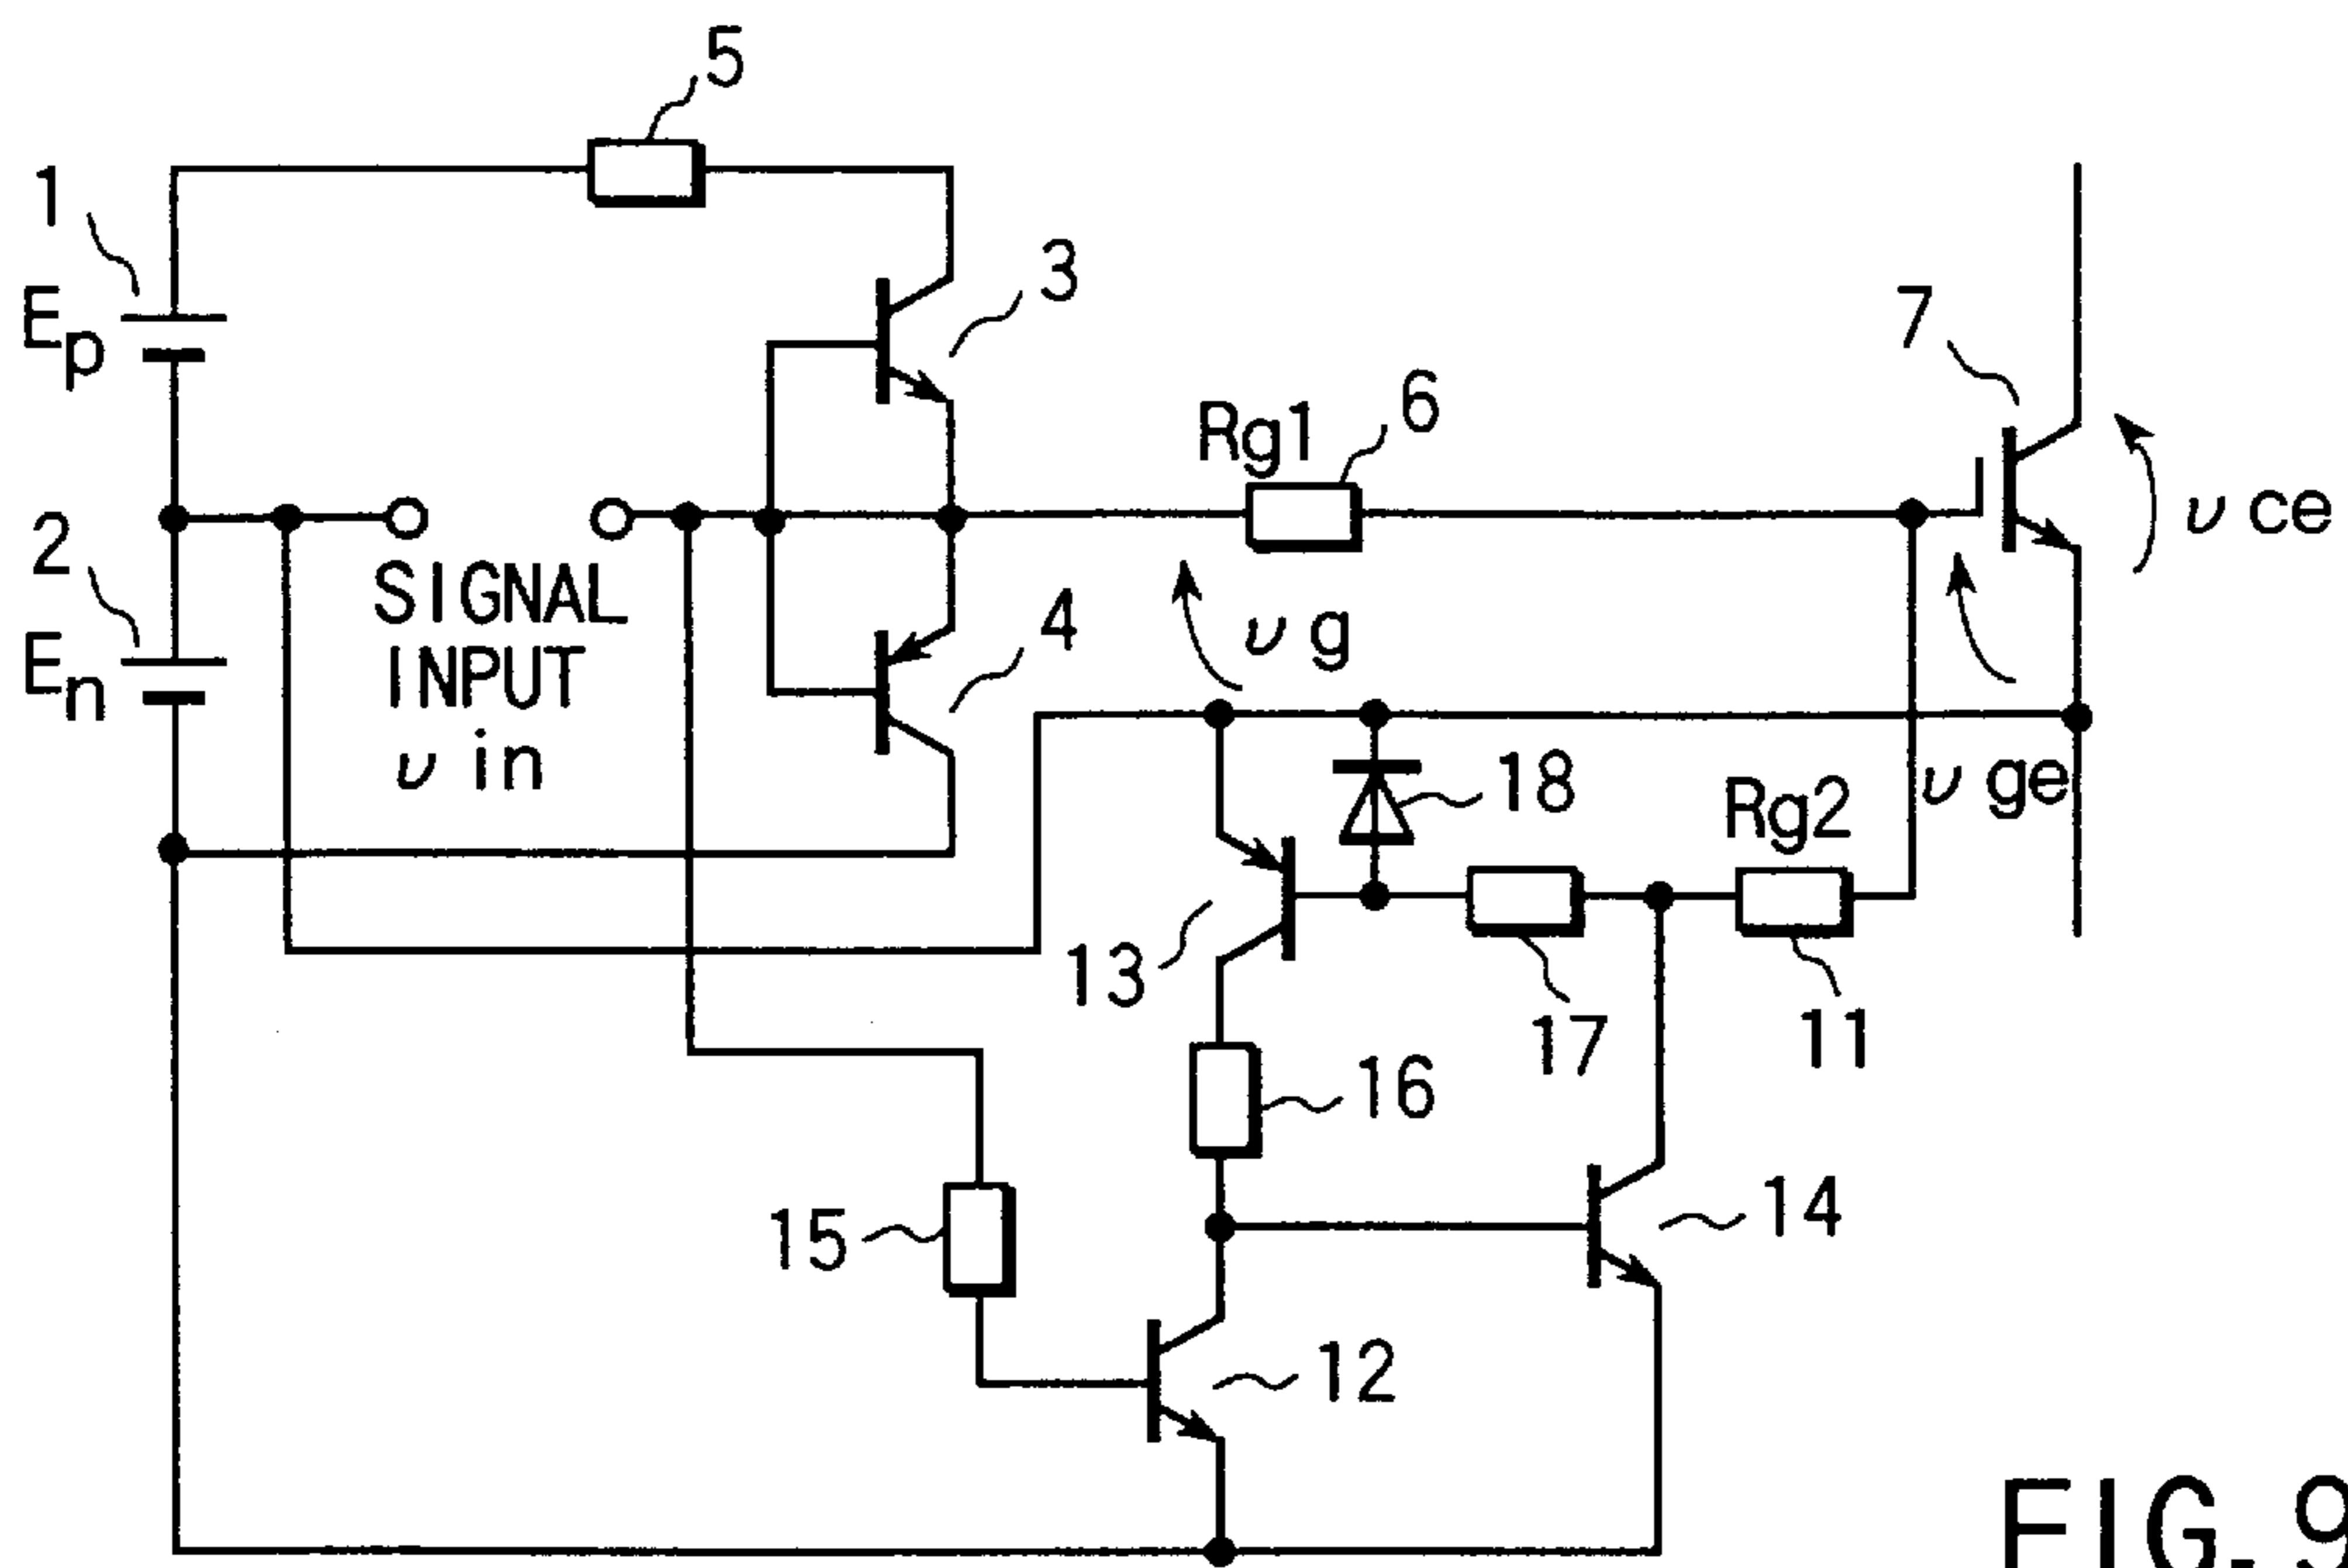 5
1
3
Ep
7
Rg1
6
2
SIGNAL
INPUT
υ in
En
4
υ g
υ ce
18
Rg2
υ ge
13
17
11
16
15
14
12
FIG. 9